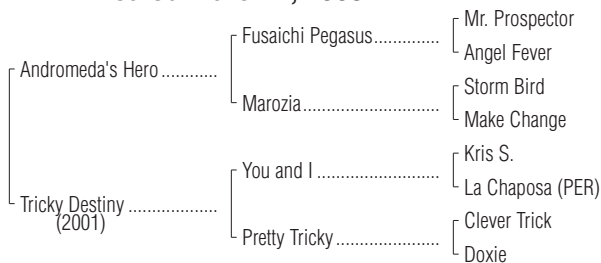 Mr. Prospector
Fusaichi Pegasus..............
Angel Fever
Andromeda's Hero ............
Storm Bird
Marozia.............................
Make Change
Kris S.
You and I ..........................
La Chaposa (PER)
Tricky Destiny ...................
(2001)
Clever Trick
Pretty Tricky ......................
Doxie